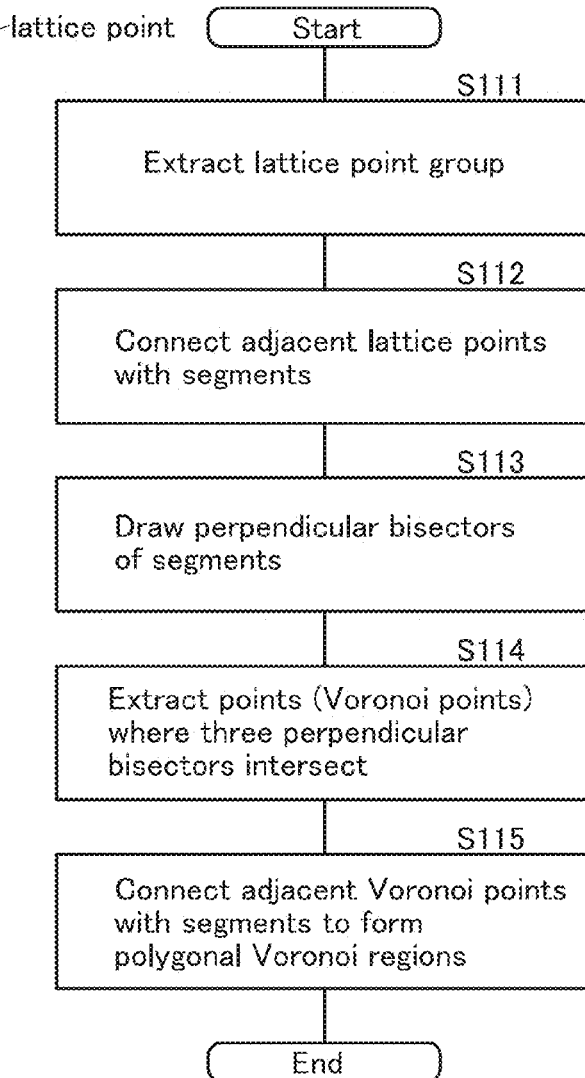 lattice point
Start
S111
Extract lattice point group
S112
Connect adjacent lattice points
with segments
S113
Draw perpendicular bisectors
of segments
S114
Extract points (Voronoi points)
where three perpendicular
bisectors intersect
S115
Connect adjacent Voronoi points
with segments to form
polygonal Voronoi regions
End